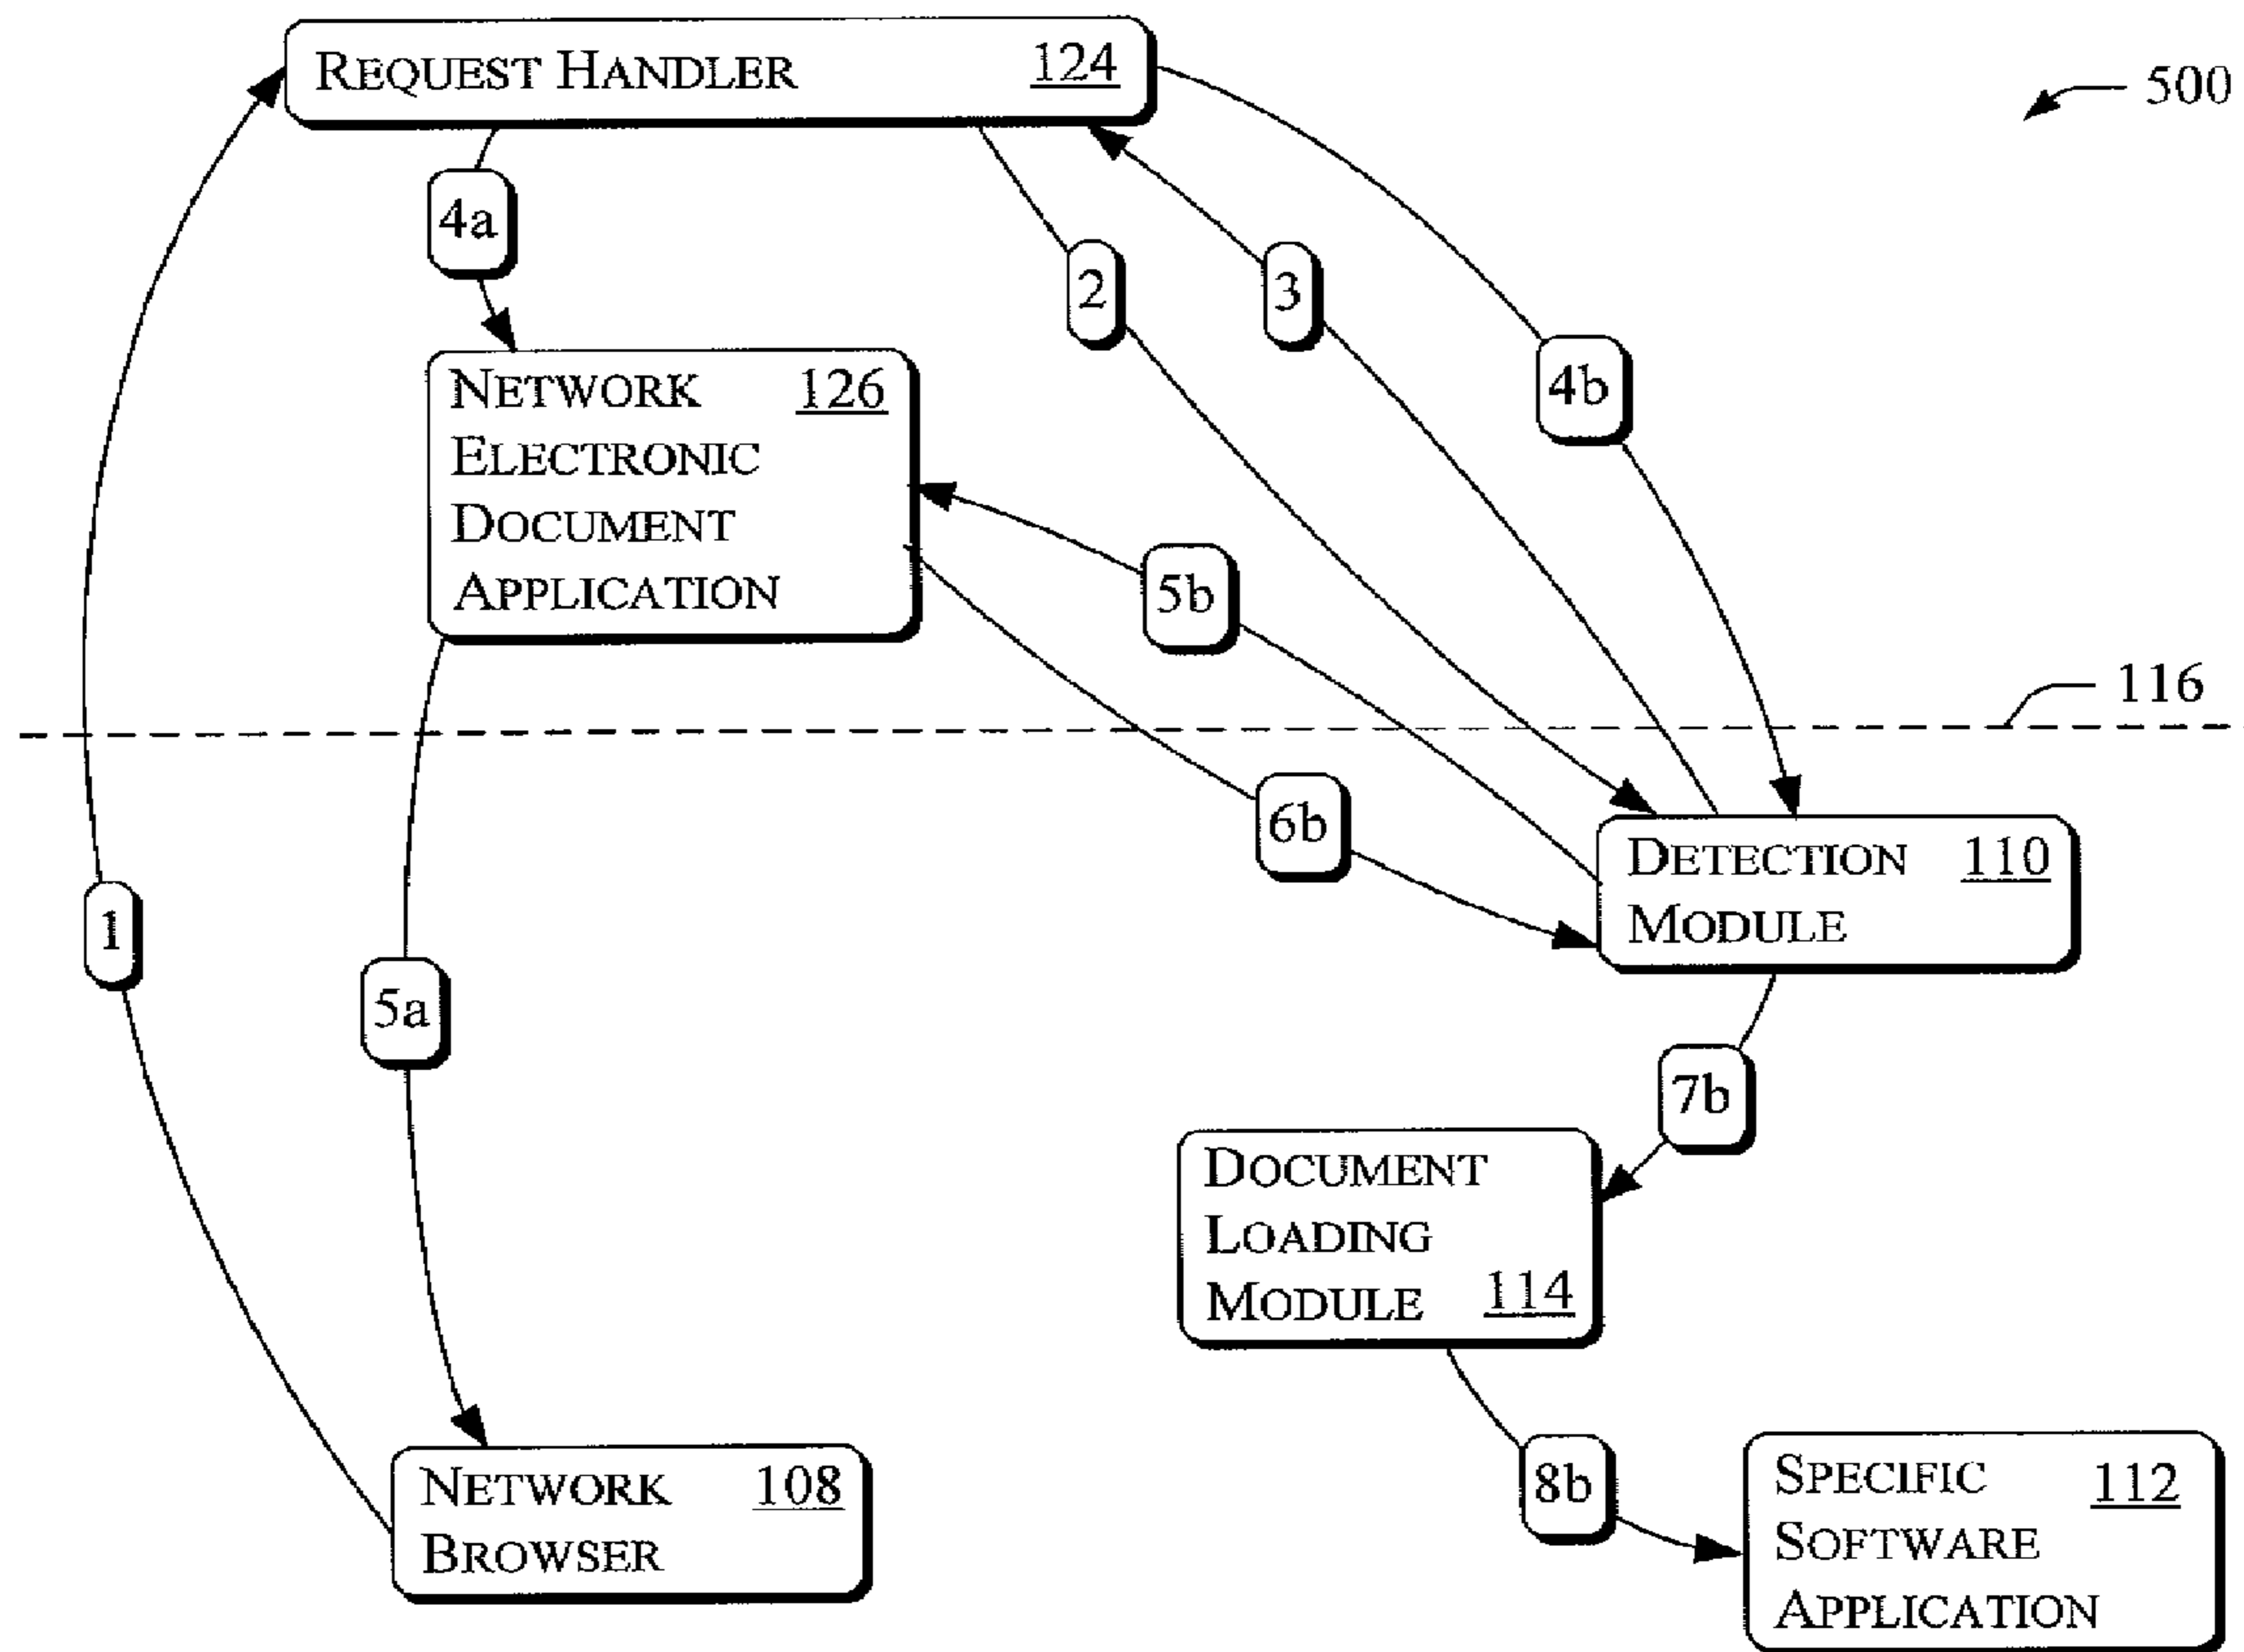 REQUEST HANDLER 124
500
4a
2
3
4b
NETWORK 126
ELECTRONIC
DOCUMENT
APPLICATION
5b
116
6b
DETECTION 110
MODULE
1
5a
7b
DOCUMENT
LOADING
MODULE 114
8b
NETWORK 108
BROWSER
SPECIFIC 112
SOFTWARE
APPLICATION